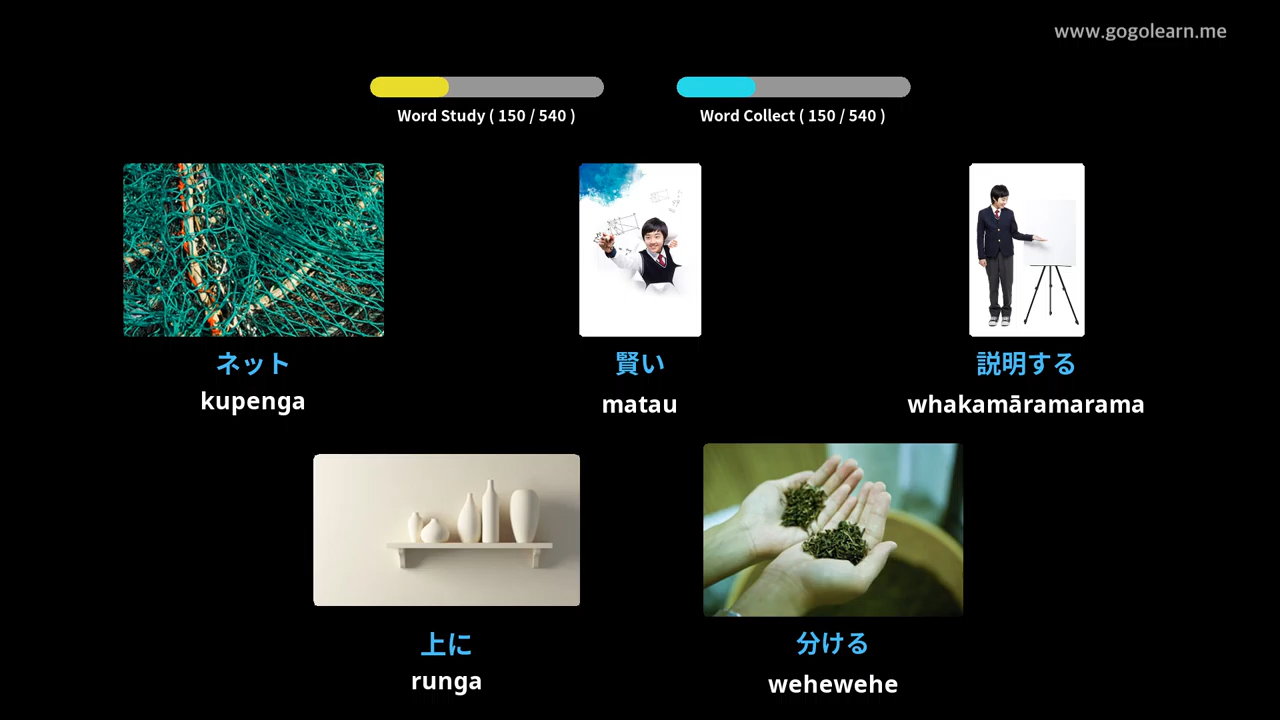 www.gogolearn.me
Word Study ( 150 / 540 )
Word Collect ( 150 / 540 )
ネット
kupenga
賢い
matau
説明する
whakamāramarama
上に
runga
分ける
wehewehe